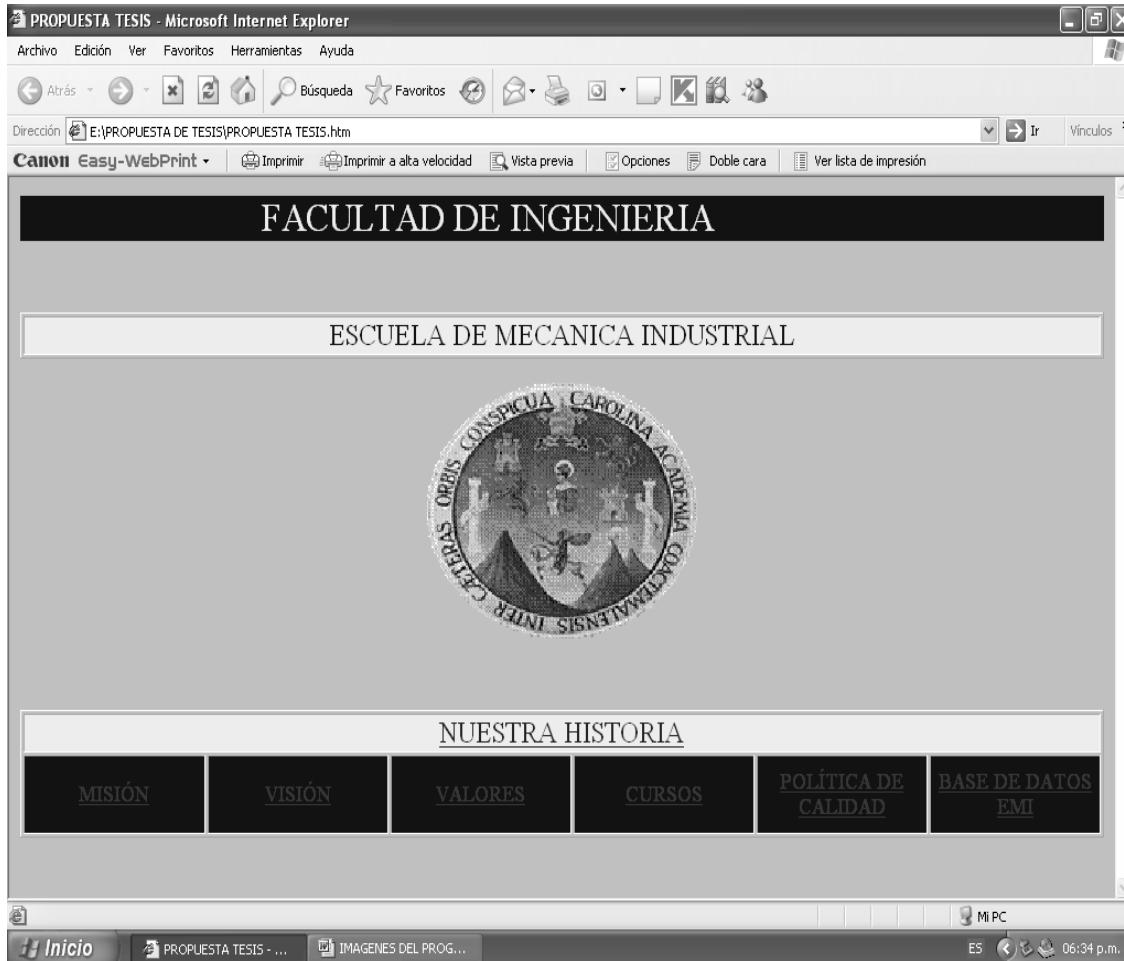 PROPUESTA TESIS - Microsoft Internet Explorer
Archivo Edición Ver Favoritos Herramientas Ayuda
Atrás Búsqueda Favoritos
Dirección E:\PROPUESTA DE TESIS\PROPUESTA TESIS.htm Ir Vínculos
Canon Easy-WebPrint Imprimir Imprimir a alta velocidad Vista previa Opciones Doble cara Ver lista de impresión
FACULTAD DE INGENIERIA
ESCUELA DE MECANICA INDUSTRIAL
CAROLINA ACADEMIA COACTEMALENSIS INTER CÆTERAS ORBIS CONSPICUA
NUESTRA HISTORIA
MISIÓN VISIÓN VALORES CURSOS POLÍTICA DE CALIDAD BASE DE DATOS EMI
Mi PC
Inicio PROPUESTA TESIS - ... IMAGENES DEL PROG... ES 06:34 p.m.